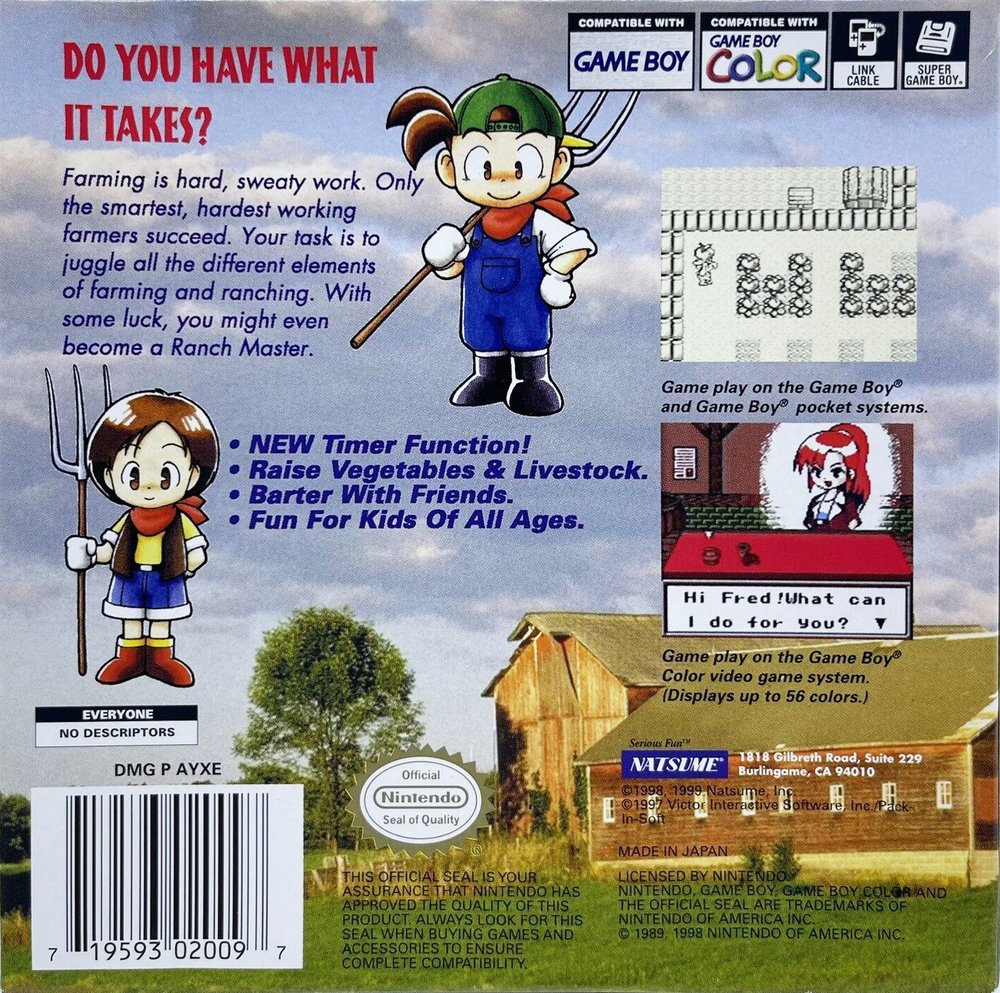 DO YOU HAVE WHAT
IT TAKES?
Farming is hard, sweaty work. Only
the smartest, hardest working
farmers succeed. Your task is to
juggle all the different elements
of farming and ranching. With
some luck, you might even
become a Ranch Master.
COMPATIBLE WITH
GAME BOY
COMPATIBLE WITH
GAME BOY
COLOR
LINK
CABLE
SUPER
GAME BOY®
Game play on the Game Boy®
and Game Boy® pocket systems.
• NEW Timer Function!
• Raise Vegetables & Livestock.
• Barter With Friends.
• Fun For Kids Of All Ages.
Hi Fred!What can
I do for you? ▼
Game play on the Game Boy®
Color video game system.
(Displays up to 56 colors.)
EVERYONE
NO DESCRIPTORS
DMG P AYXE
7 19593 02009 7
Official
Nintendo
Seal of Quality
®
THIS OFFICIAL SEAL IS YOUR
ASSURANCE THAT NINTENDO HAS
APPROVED THE QUALITY OF THIS
PRODUCT. ALWAYS LOOK FOR THIS
SEAL WHEN BUYING GAMES AND
ACCESSORIES TO ENSURE
COMPLETE COMPATIBILITY.
Serious Fun™
NATSUME®
1818 Gilbreth Road, Suite 229
Burlingame, CA 94010
©1998, 1999 Natsume, Inc.
©1997 Victor Interactive Software, Inc./Pack-
In-Soft
MADE IN JAPAN
LICENSED BY NINTENDO
NINTENDO, GAME BOY, GAME BOY COLOR AND
THE OFFICIAL SEAL ARE TRADEMARKS OF
NINTENDO OF AMERICA INC.
© 1989, 1998 NINTENDO OF AMERICA INC.